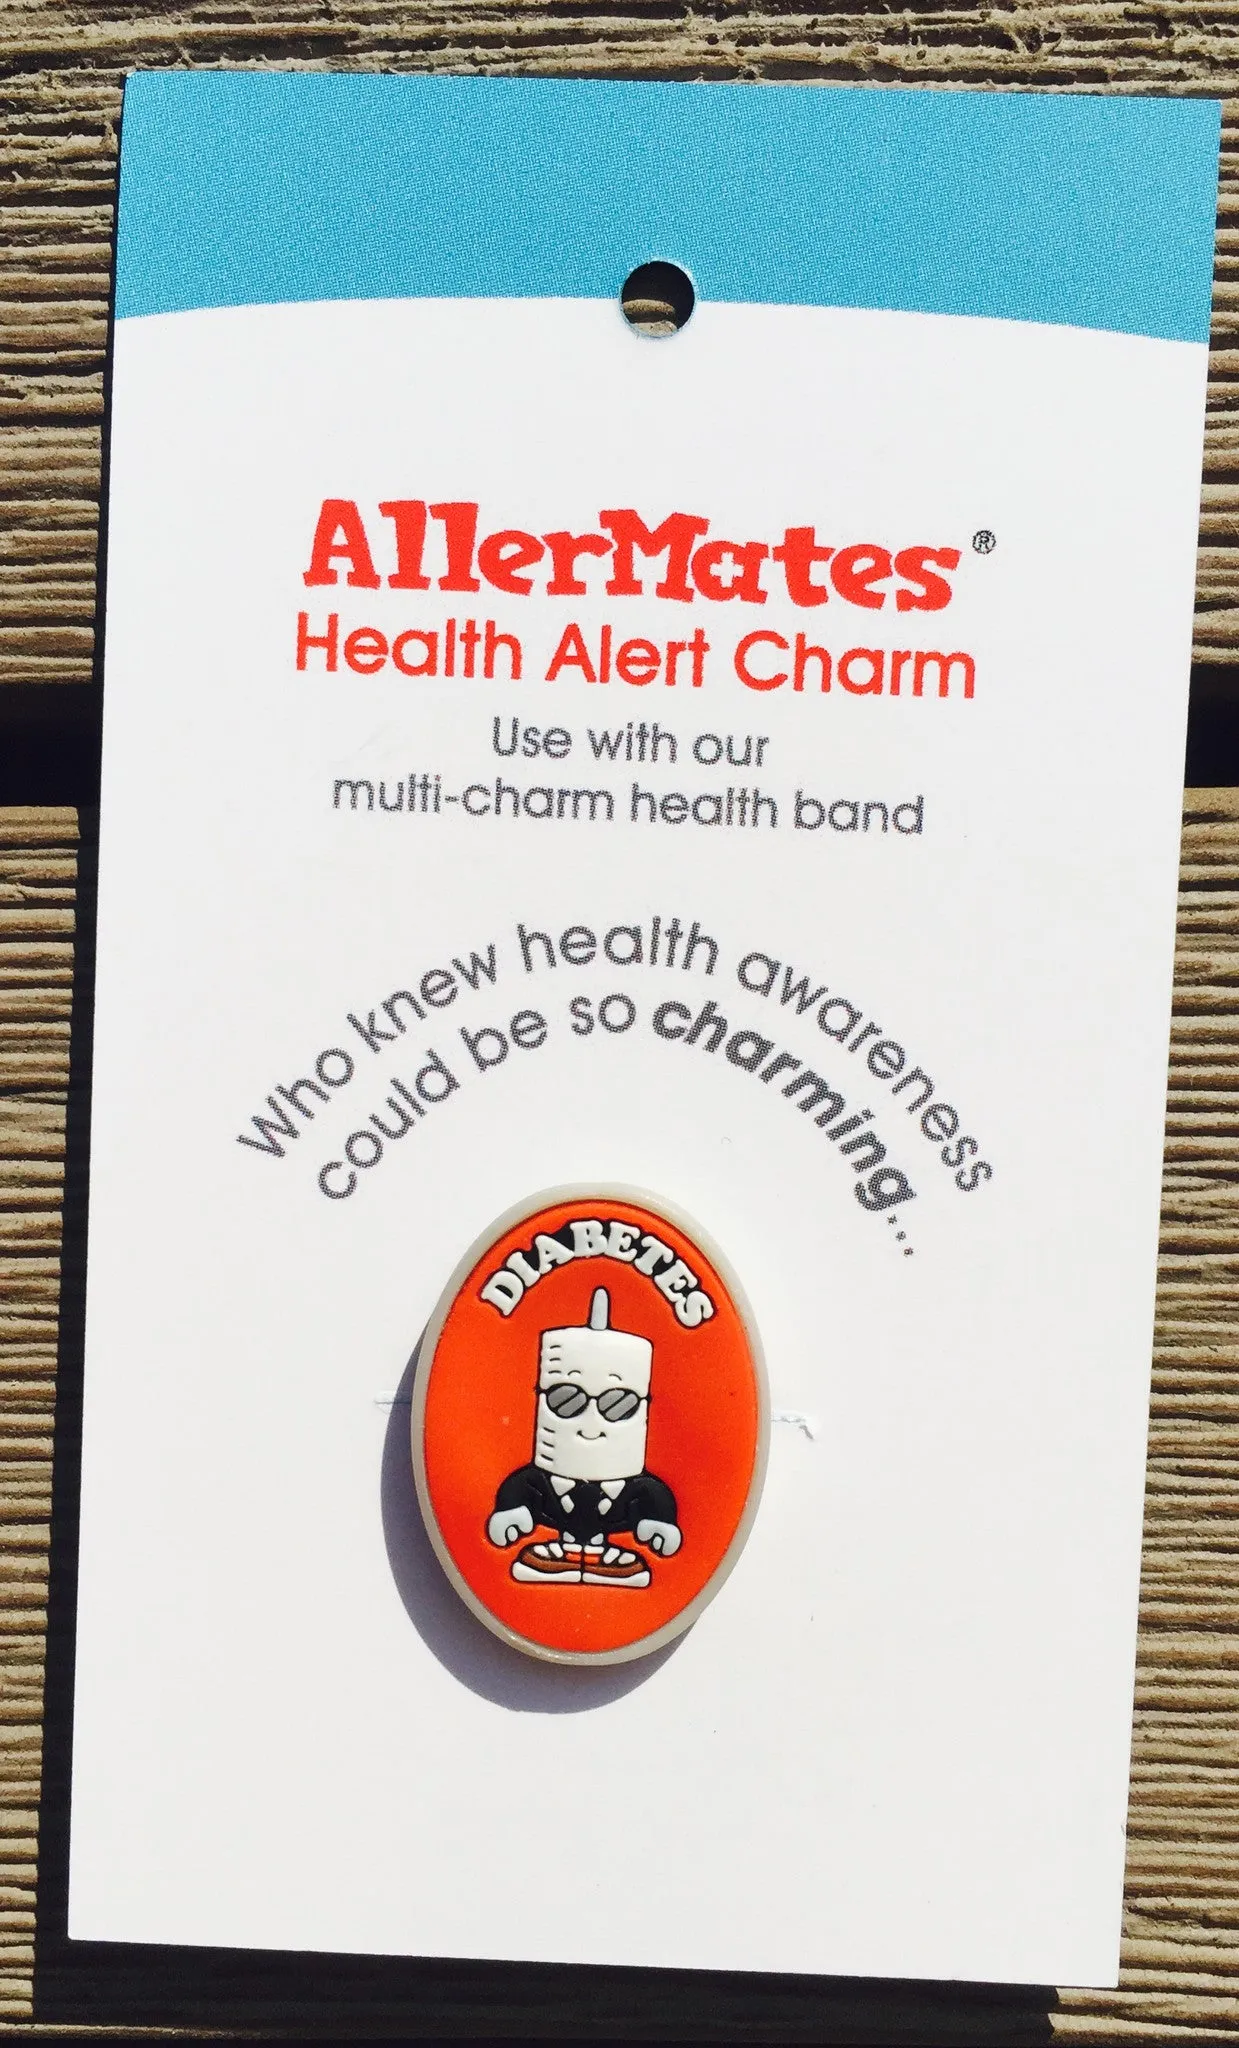 AllerMates®
Health Alert Charm
Use with our
multi-charm health band
Who knew health awareness
could be so charming...
DIABETES